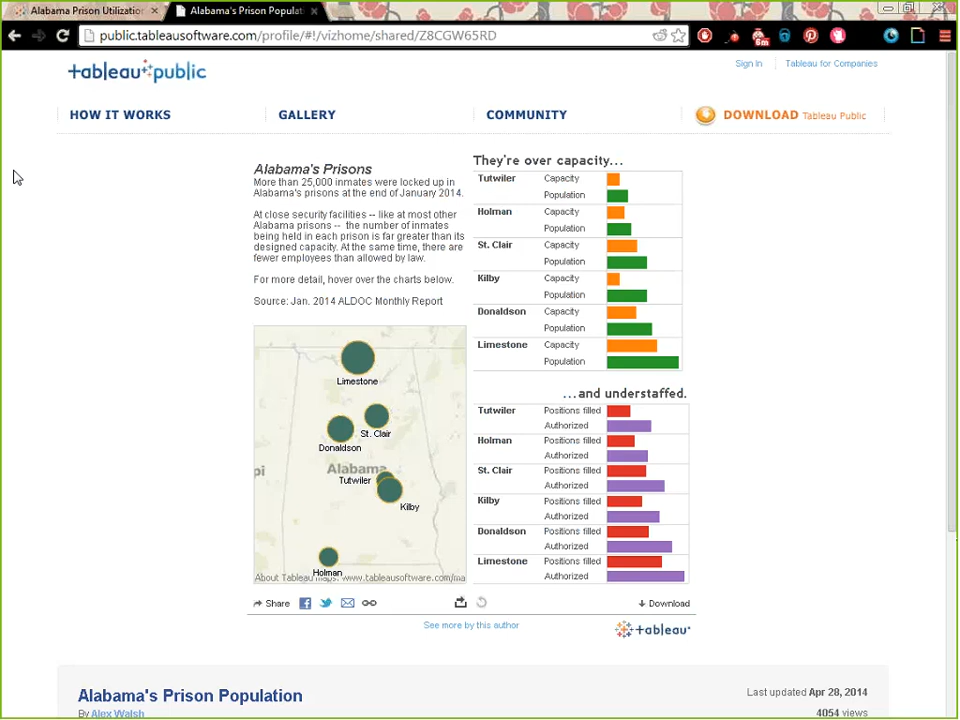 Alabama Prison Utilizatio
Alabama's Prison Populat
public.tableausoftware.com/profile/#!/vizhome/shared/Z8CGW65RD
6m
tableau public
Sign In
Tableau for Companies
HOW IT WORKS
GALLERY
COMMUNITY
DOWNLOAD Tableau Public
Alabama's Prisons
More than 25,000 inmates were locked up in
Alabama's prisons at the end of January 2014.
At close security facilities -- like at most other
Alabama prisons -- the number of inmates
being held in each prison is far greater than its
designed capacity. At the same time, there are
fewer employees than allowed by law.
For more detail, hover over the charts below.
Source: Jan. 2014 ALDOC Monthly Report
They're over capacity...
Tutwiler Capacity
Population
Holman Capacity
Population
St. Clair Capacity
Population
Kilby Capacity
Population
Donaldson Capacity
Population
Limestone Capacity
Population
Limestone
St. Clair
Donaldson
pi
Alabama
Tutwiler
Kilby
Holman
About Tableau maps: www.tableausoftware.com/ma
...and understaffed.
Tutwiler Positions filled
Authorized
Holman Positions filled
Authorized
St. Clair Positions filled
Authorized
Kilby Positions filled
Authorized
Donaldson Positions filled
Authorized
Limestone Positions filled
Authorized
Share
Download
See more by this author
tableau
Alabama's Prison Population
By Alex Walsh
Last updated Apr 28, 2014
4054 views